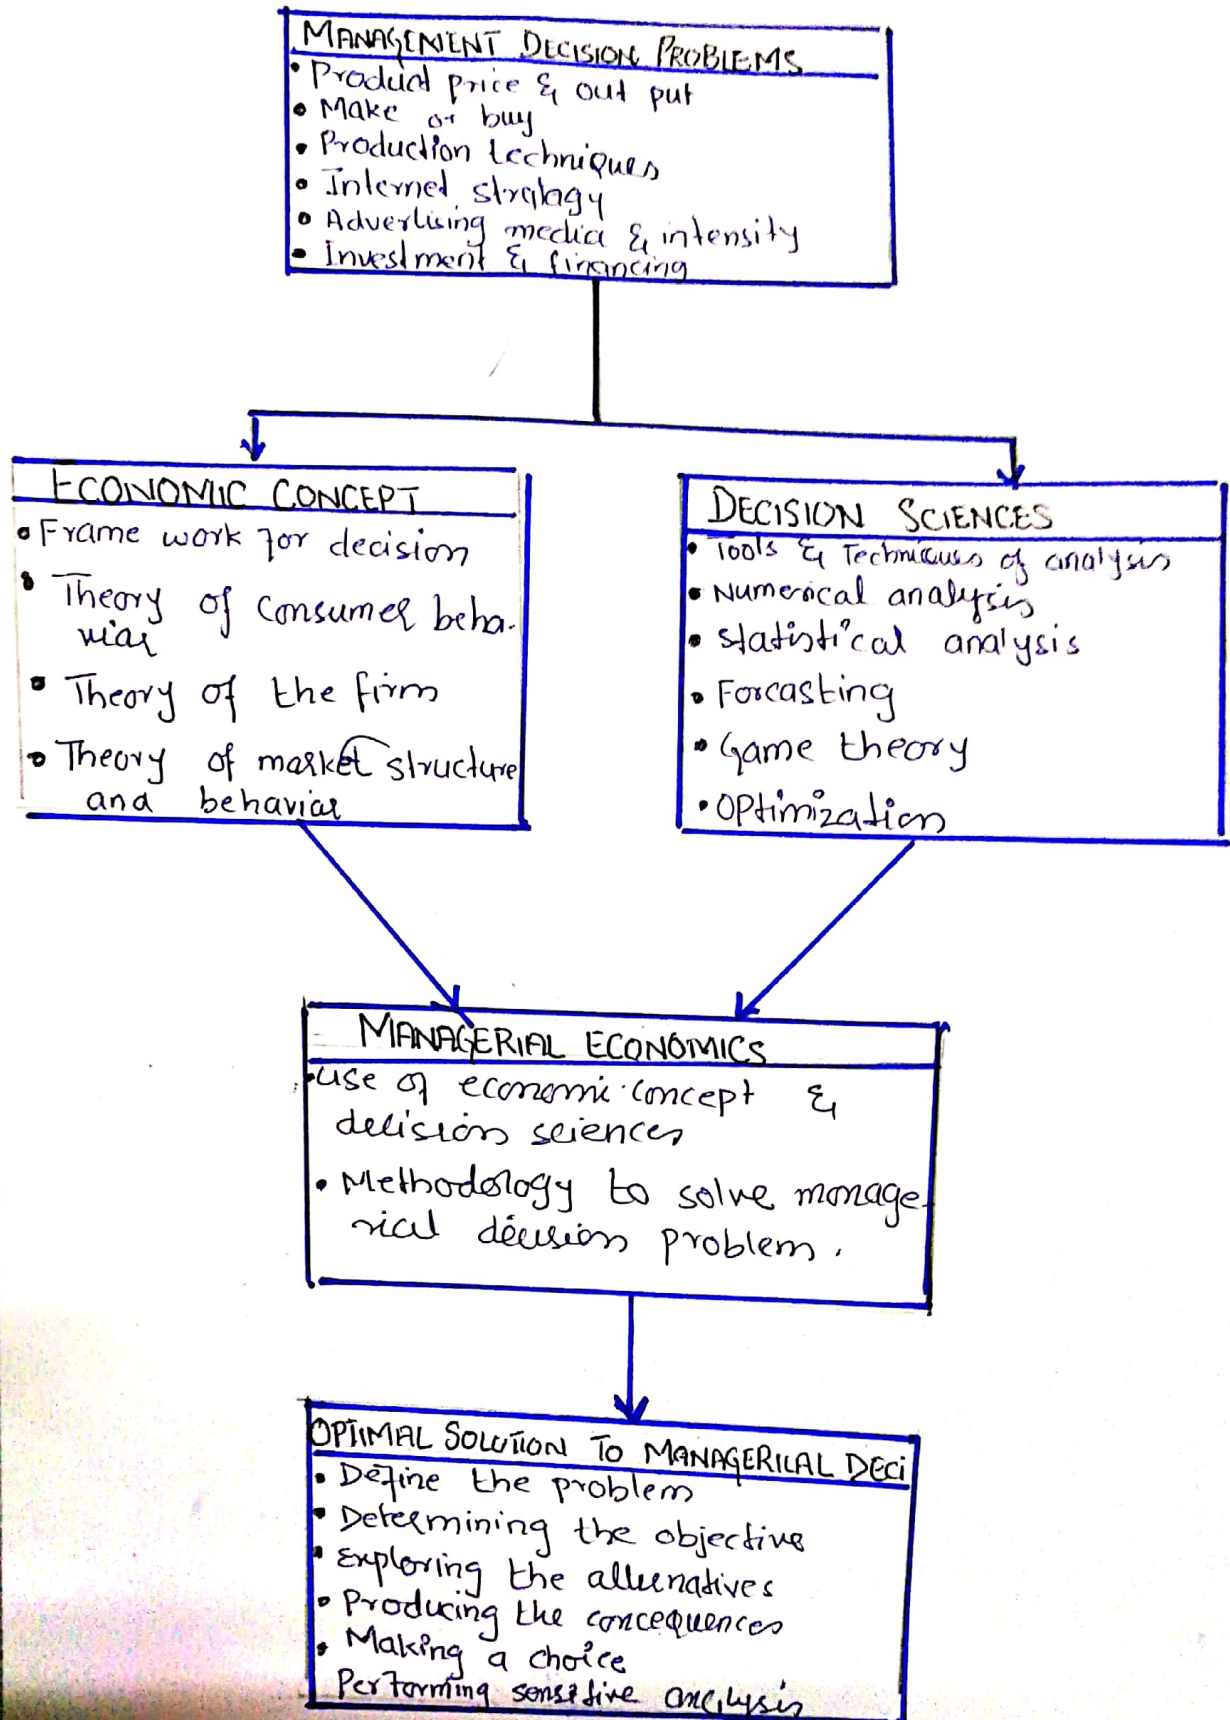 MANAGEMENT DECISION PROBLEMS
• Product price & out put
• Make or buy
• Production techniques
• Internet stratagy
• Advertising media & intensity
• Investment & financing
ECONOMIC CONCEPT
• Frame work for decision
• Theory of consumer beha-
viar
• Theory of the firm
• Theory of market structure
and behaviar
DECISION SCIENCES
• Tools & Techniques of analysis
• Numerical analysis
• Statistical analysis
• Forcasting
• Game theory
• OPtimization
MANAGERIAL ECONOMICS
• use of economic concept &
decision sciences
• Methodology to solve manage-
rical decision problem.
OPTIMAL SOLUTION TO MANAGERILAL DECi
• Define the problem
• Determining the objective
• Exploring the alternatives
• Producing the concequences
• Making a choice
Performing sensitive analysis